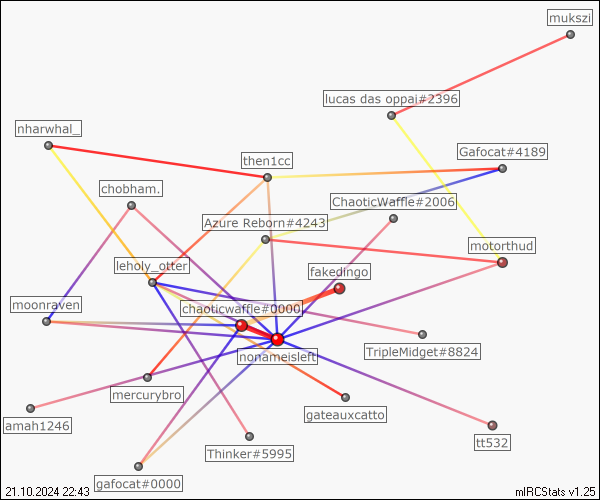 mukszi
lucas das oppai#2396
nharwhal_
Gafocat#4189
then1cc
chobham.
ChaoticWaffle#2006
Azure Reborn#4243
motorthud
leholy_otter
fakedingo
moonraven
chaoticwaffle#0000
TripleMidget#8824
nonameisleft
mercurybro
gateauxcatto
amah1246
tt532
Thinker#5995
gafocat#0000
21.10.2024 22:43
mIRCStats v1.25